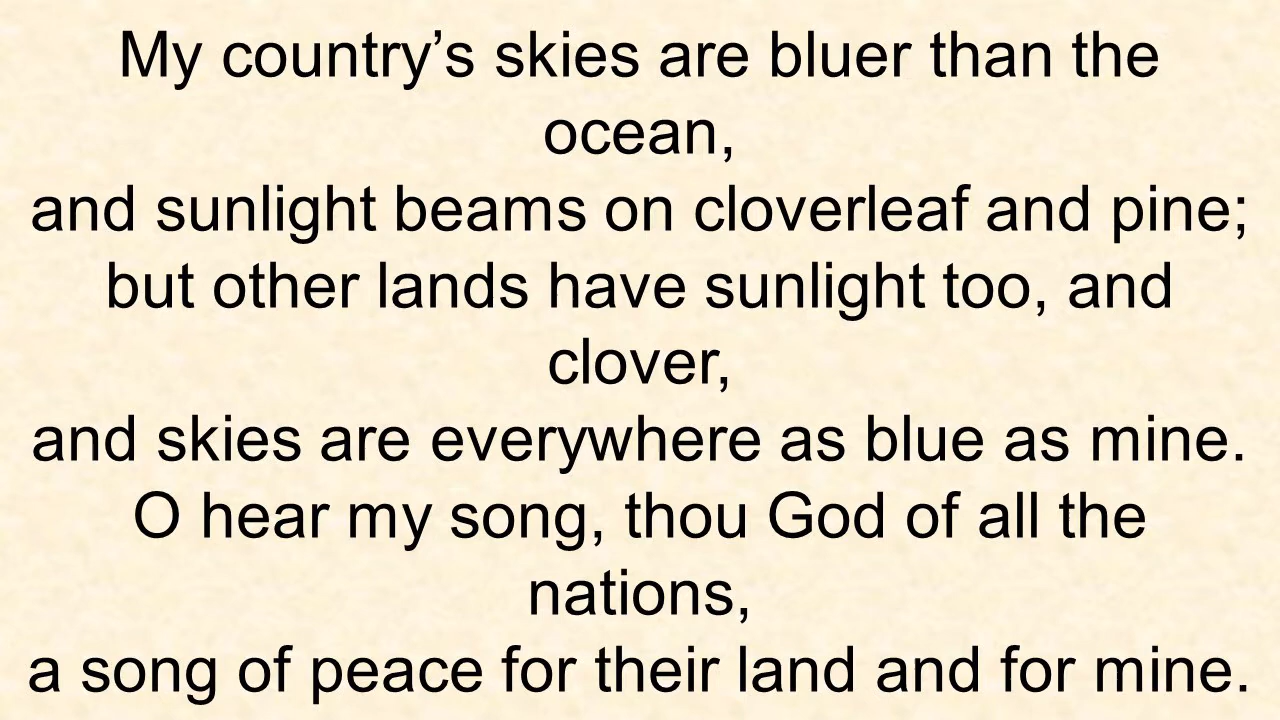 My country’s skies are bluer than the
ocean,
and sunlight beams on cloverleaf and pine;
but other lands have sunlight too, and
clover,
and skies are everywhere as blue as mine.
O hear my song, thou God of all the
nations,
a song of peace for their land and for mine.